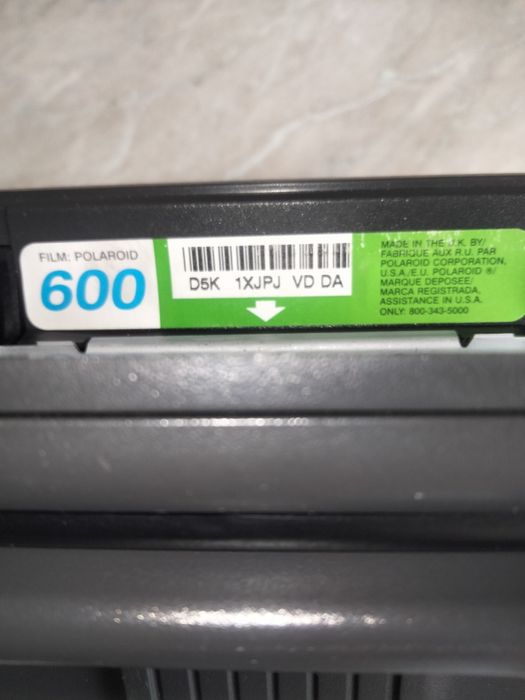 FILM: POLAROID
600
D5K 1XJPJ VD DA
MADE IN THE U.K. BY/
FABRIQUE AUX R.U. PAR
POLAROID CORPORATION,
U.S.A./E.U. POLAROID ®/
MARQUE DEPOSEE/
MARCA REGISTRADA,
ASSISTANCE IN U.S.A.
ONLY: 800-343-5000